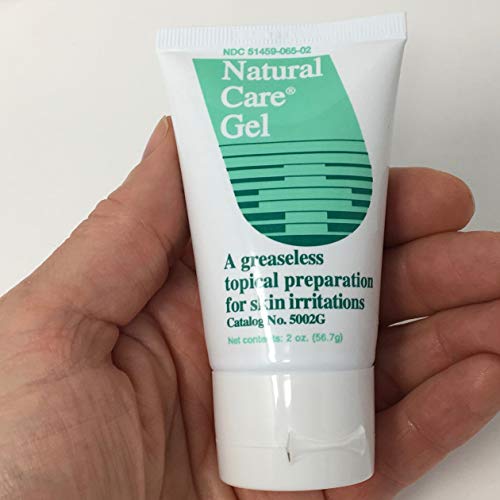 NDC 51459-065-02
Natural
Care®
Gel
A greaseless
topical preparation
for skin irritations
Catalog No. 5002G
Net contents: 2 oz. (56.7g)